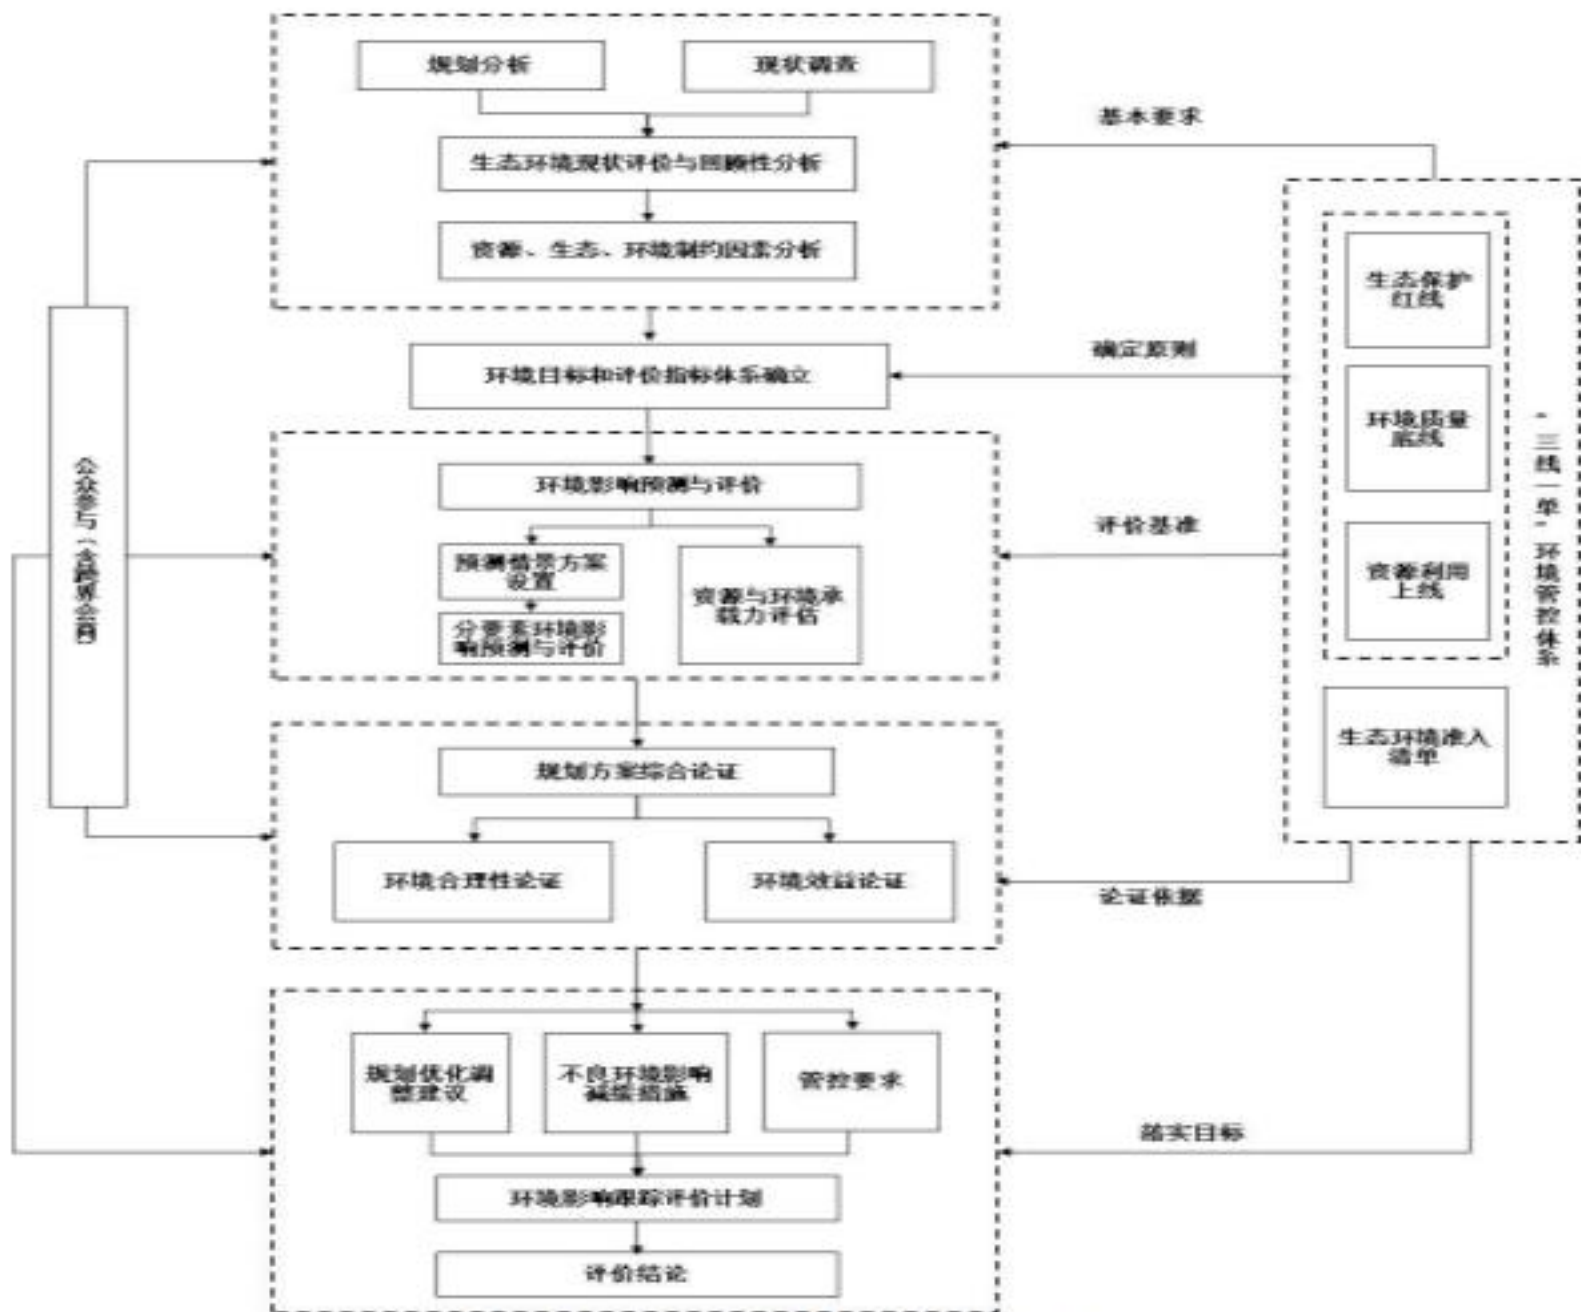 规划分析
现状调查
基本要求
生态环境现状评价与回顾性分析
资源、生态、环境制约因素分析
生态保护
红线
确定原则
环境目标和评价指标体系确立
环境质量
底线
“三线一单”环境管控体系
公众参与（含跨界会商）
环境影响预测与评价
评价基准
预测情景方案
设置
资源与环境承
载力评估
资源利用
上线
分要素环境影
响预测与评价
生态环境准入
清单
规划方案综合论证
环境合理性论证
环境效益论证
论证依据
规划优化调
整建议
不良环境影响
减缓措施
管控要求
落实目标
环境影响跟踪评价计划
评价结论